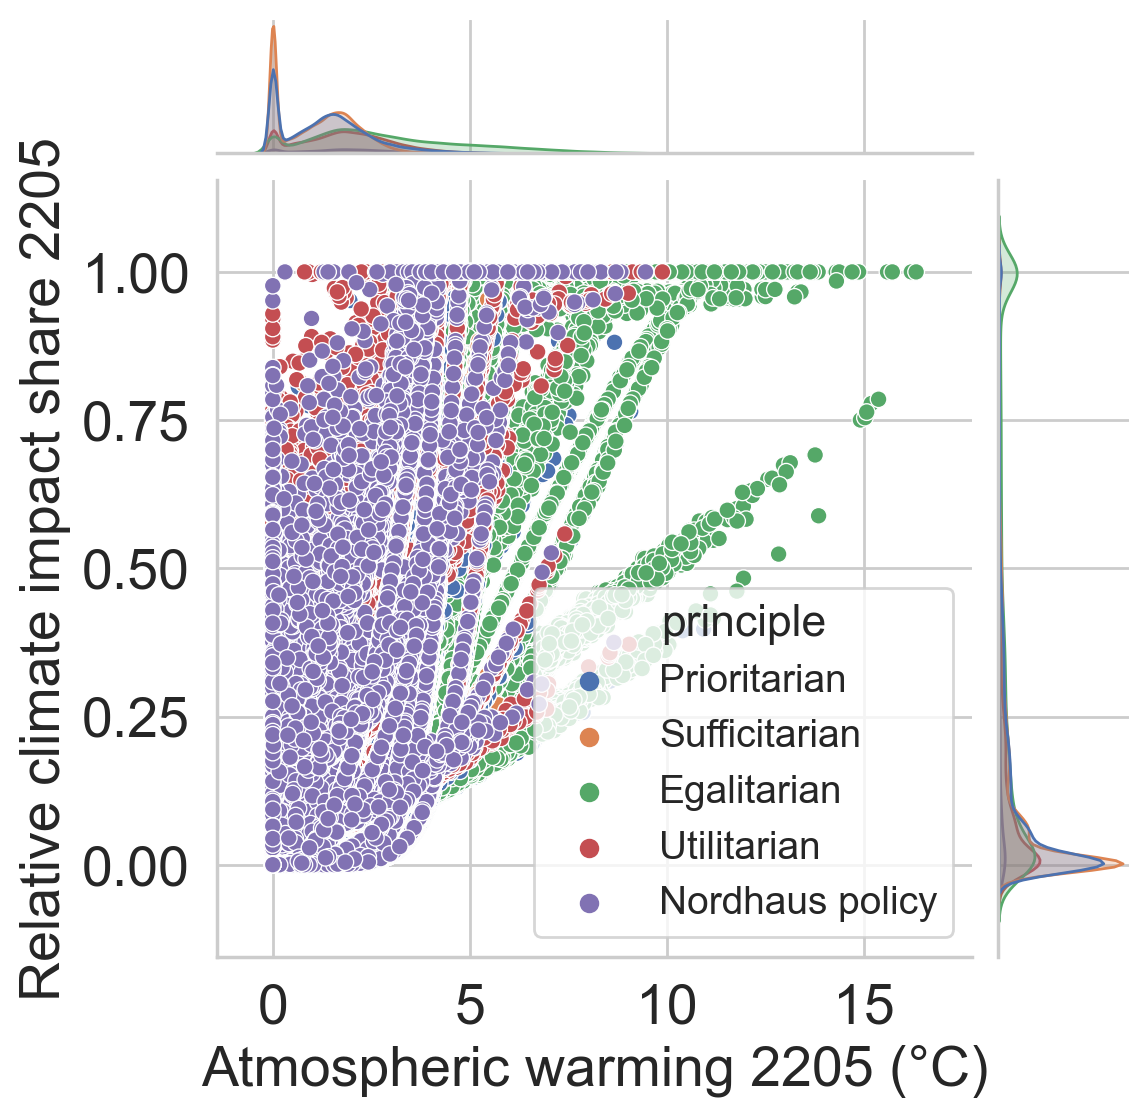 Relative climate impact share 2205
1.00
0.75
0.50
0.25
0.00
principle
Prioritarian
Sufficitarian
Egalitarian
Utilitarian
Nordhaus policy
0 5 10 15
Atmospheric warming 2205 (°C)